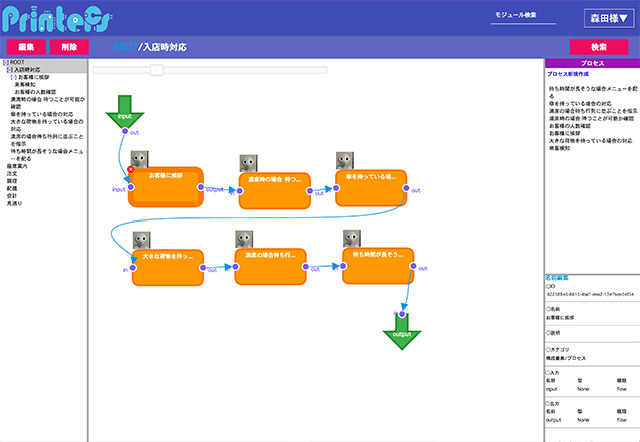 PrinteEs
モジュール検索
森田様▼
編集
削除
ROOT/入店時対応
検索
[-] ROOT
[-] 入店時対応
[-] お客様に挨拶
来客検知
お客様の人数確認
満席時の場合 待つことが可能か
確認
傘を持っている場合の対応
大きな荷物を持っている場合の
対応
満席の場合待ち行列に並ぶこと
を指示
待ち時間が長そうな場合メニュ
ーを配る
座席案内
注文
調理
配膳
会計
見送り
input
out
input
お客様に挨拶
output
in
満席時の場合 待つ...
out
in
傘を持っている場...
out
in
大きな荷物を持っ...
out
in
満席の場合待ち行...
out
in
待ち時間が長そう...
out
output
プロセス
プロセス新規作成
待ち時間が長そうな場合メニューを配
る
傘を持っている場合の対応
満席の場合待ち行列に並ぶことを指示
満席時の場合 待つことが可能か確認
お客様の人数確認
お客様に挨拶
大きな荷物を持っている場合の対応
来客検知
名前編集
〇ID
〇名前
お客様に挨拶
〇説明
〇カテゴリ
構成要素/プロセス
〇入力
名前 型 種類
input None flow
〇出力
名前 型 種類
output None flow